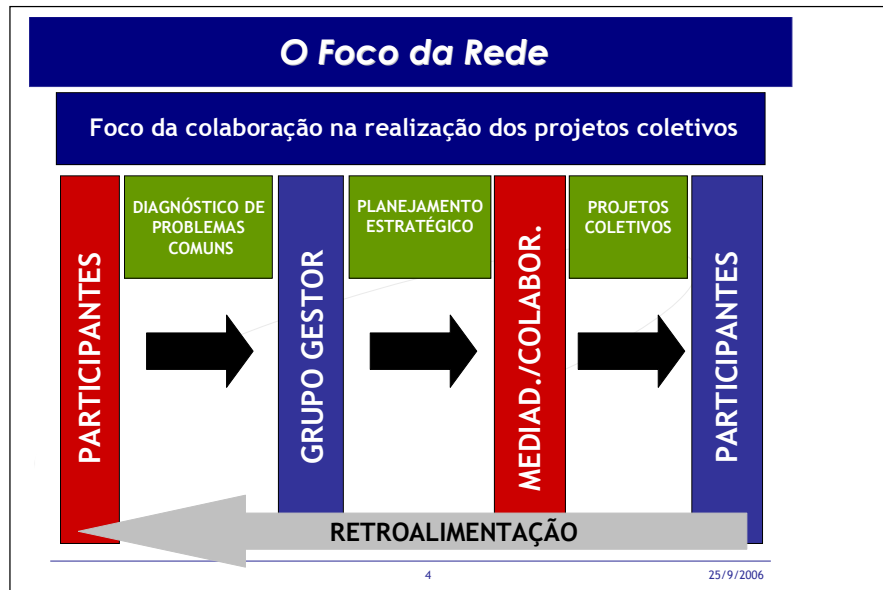 O Foco da Rede
Foco da colaboração na realização dos projetos coletivos
PARTICIPANTES
DIAGNÓSTICO DE
PROBLEMAS
COMUNS
GRUPO GESTOR
PLANEJAMENTO
ESTRATÉGICO
MEDIAD./COLABOR.
PROJETOS
COLETIVOS
PARTICIPANTES
RETROALIMENTAÇÃO
4
25/9/2006